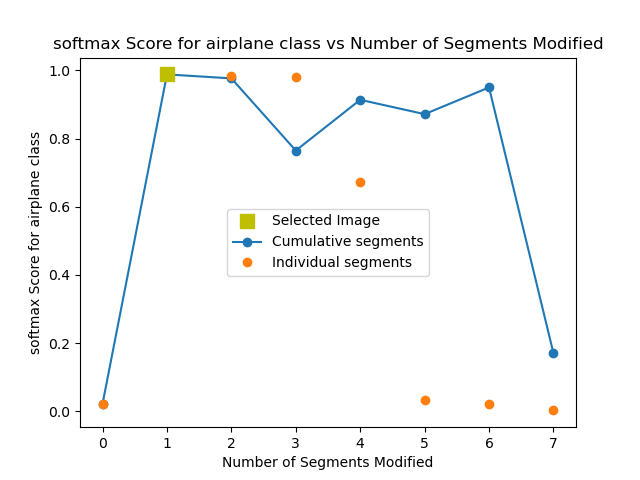 softmax Score for airplane class vs Number of Segments Modified
1.0
0.8
0.6
0.4
0.2
0.0
softmax Score for airplane class
Selected Image
Cumulative segments
Individual segments
0 1 2 3 4 5 6 7
Number of Segments Modified